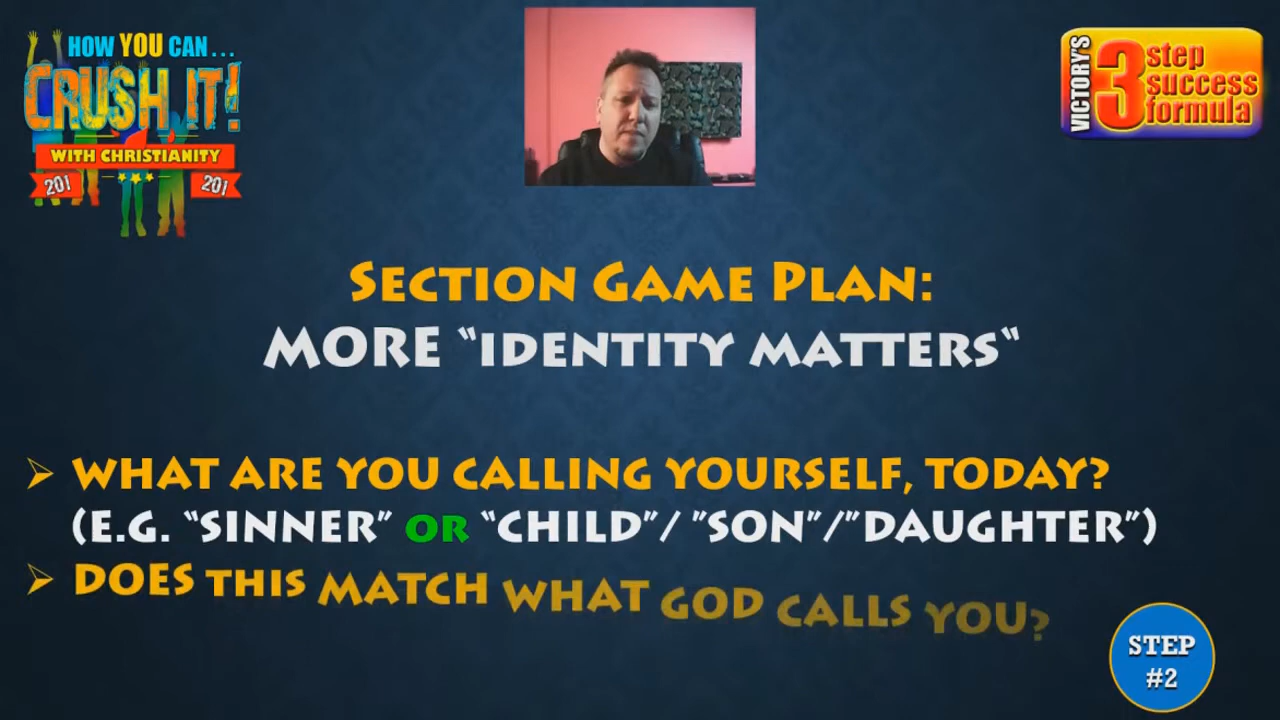 HOW YOU CAN...
CRUSH IT!
WITH CHRISTIANITY
201 201
VICTORY'S
3 step
success
formula
SECTION GAME PLAN:
MORE “IDENTITY MATTERS“
➢ WHAT ARE YOU CALLING YOURSELF, TODAY?
(E.G. “SINNER” OR “CHILD”/ ”SON”/”DAUGHTER”)
➢ DOES THIS MATCH WHAT GOD CALLS YOU?
STEP
#2